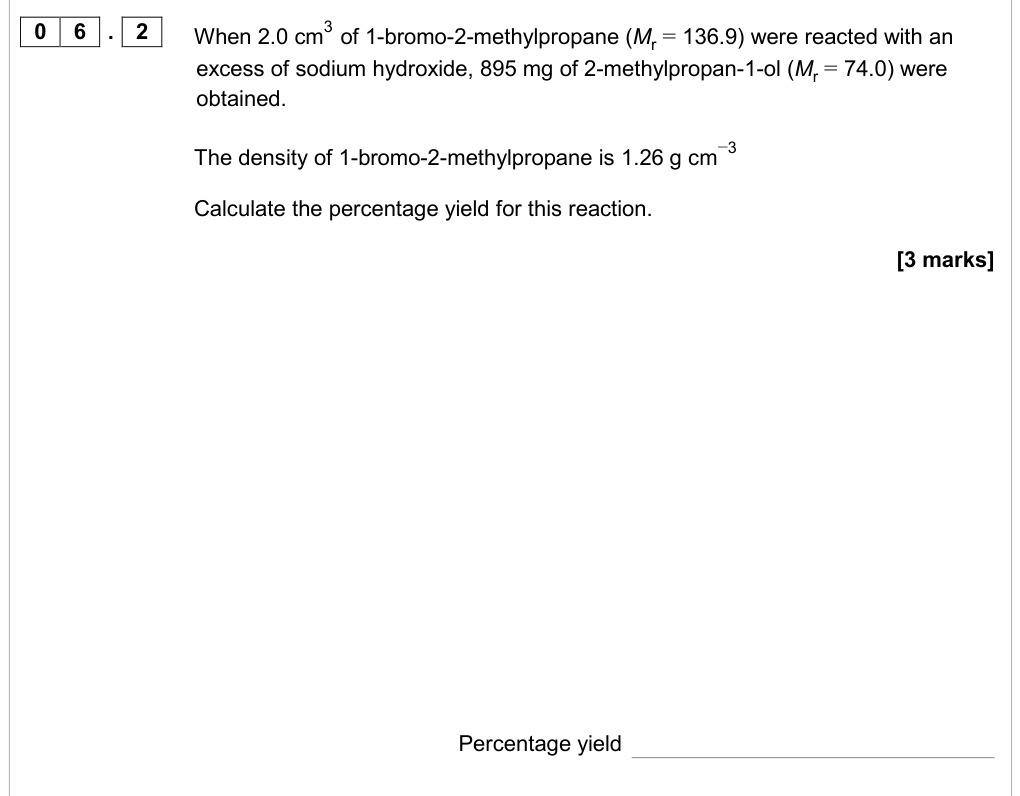 0 6 . 2 When 2.0 cm³ of 1-bromo-2-methylpropane (Mᵣ = 136.9) were reacted with an
excess of sodium hydroxide, 895 mg of 2-methylpropan-1-ol (Mᵣ = 74.0) were
obtained.
The density of 1-bromo-2-methylpropane is 1.26 g cm⁻³
Calculate the percentage yield for this reaction.
[3 marks]
Percentage yield